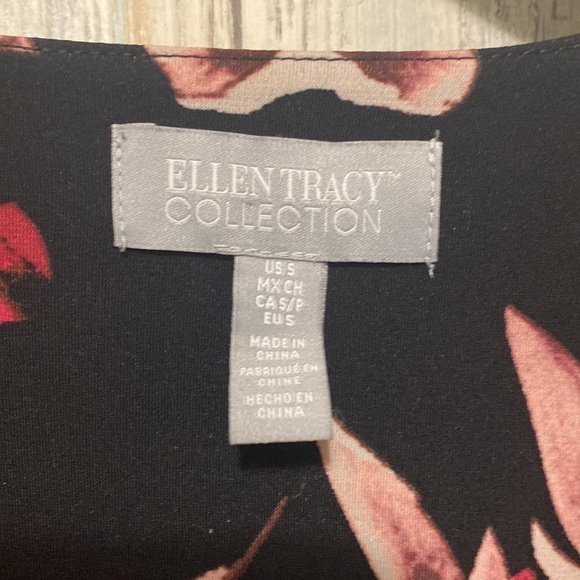 ELLEN TRACY™
COLLECTION
US S
MX CH
CA S/P
EU S
MADE IN
CHINA
FABRIQUÉ EN
CHINE
HECHO EN
CHINA